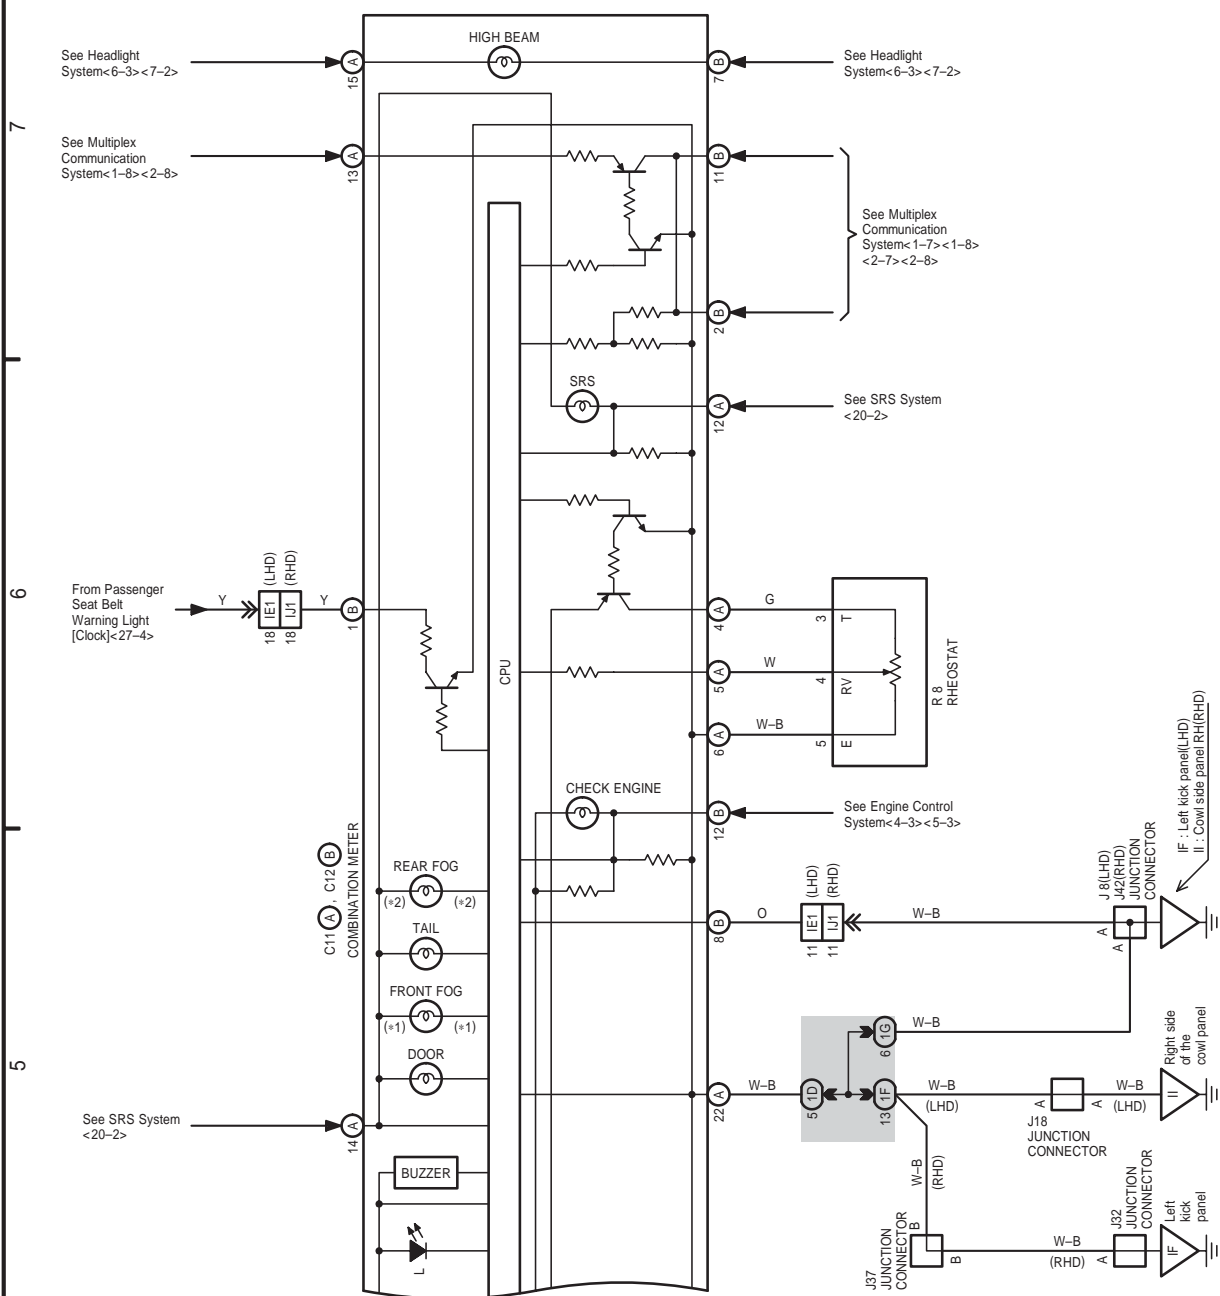 HIGH BEAM
See Headlight
System<6–3><7–2>
A
15
B
7
See Headlight
System<6–3><7–2>
7
See Multiplex
Communication
System<1–8><2–8>
A
13
B
11
See Multiplex
Communication
System<1–7><1–8>
<2–7><2–8>
B
2
SRS
A
12
See SRS System
<20–2>
6
From Passenger
Seat Belt
Warning Light
[Clock]<27–4>
Y
18 IE1 (LHD)
18 IJ1 (RHD)
Y
B
1
CPU
A
4
G
3
T
A
5
W
4
RV
A
6
W–B
5
E
R 8
RHEOSTAT
CHECK ENGINE
B
12
See Engine Control
System<4–3><5–3>
C11 A , C12 B
COMBINATION METER
REAR FOG
(*2)
(*2)
TAIL
FRONT FOG
(*1)
(*1)
DOOR
B
8
O
11 IE1 (LHD)
11 IJ1 (RHD)
W–B
A
A
J 8(LHD)
J42(RHD)
JUNCTION
CONNECTOR
IF : Left kick panel(LHD)
II : Cowl side panel RH(RHD)
5
1G
6
W–B
A
22
W–B
1D
5
1F
13
W–B
(LHD)
A
A
J18
JUNCTION
CONNECTOR
W–B
(LHD)
II
Right side
of the
cowl panel
See SRS System
<20–2>
A
14
BUZZER
L
W–B
(RHD)
J37
JUNCTION
CONNECTOR
B
B
W–B
(RHD)
A
J32
JUNCTION
CONNECTOR
IF
Left
kick
panel